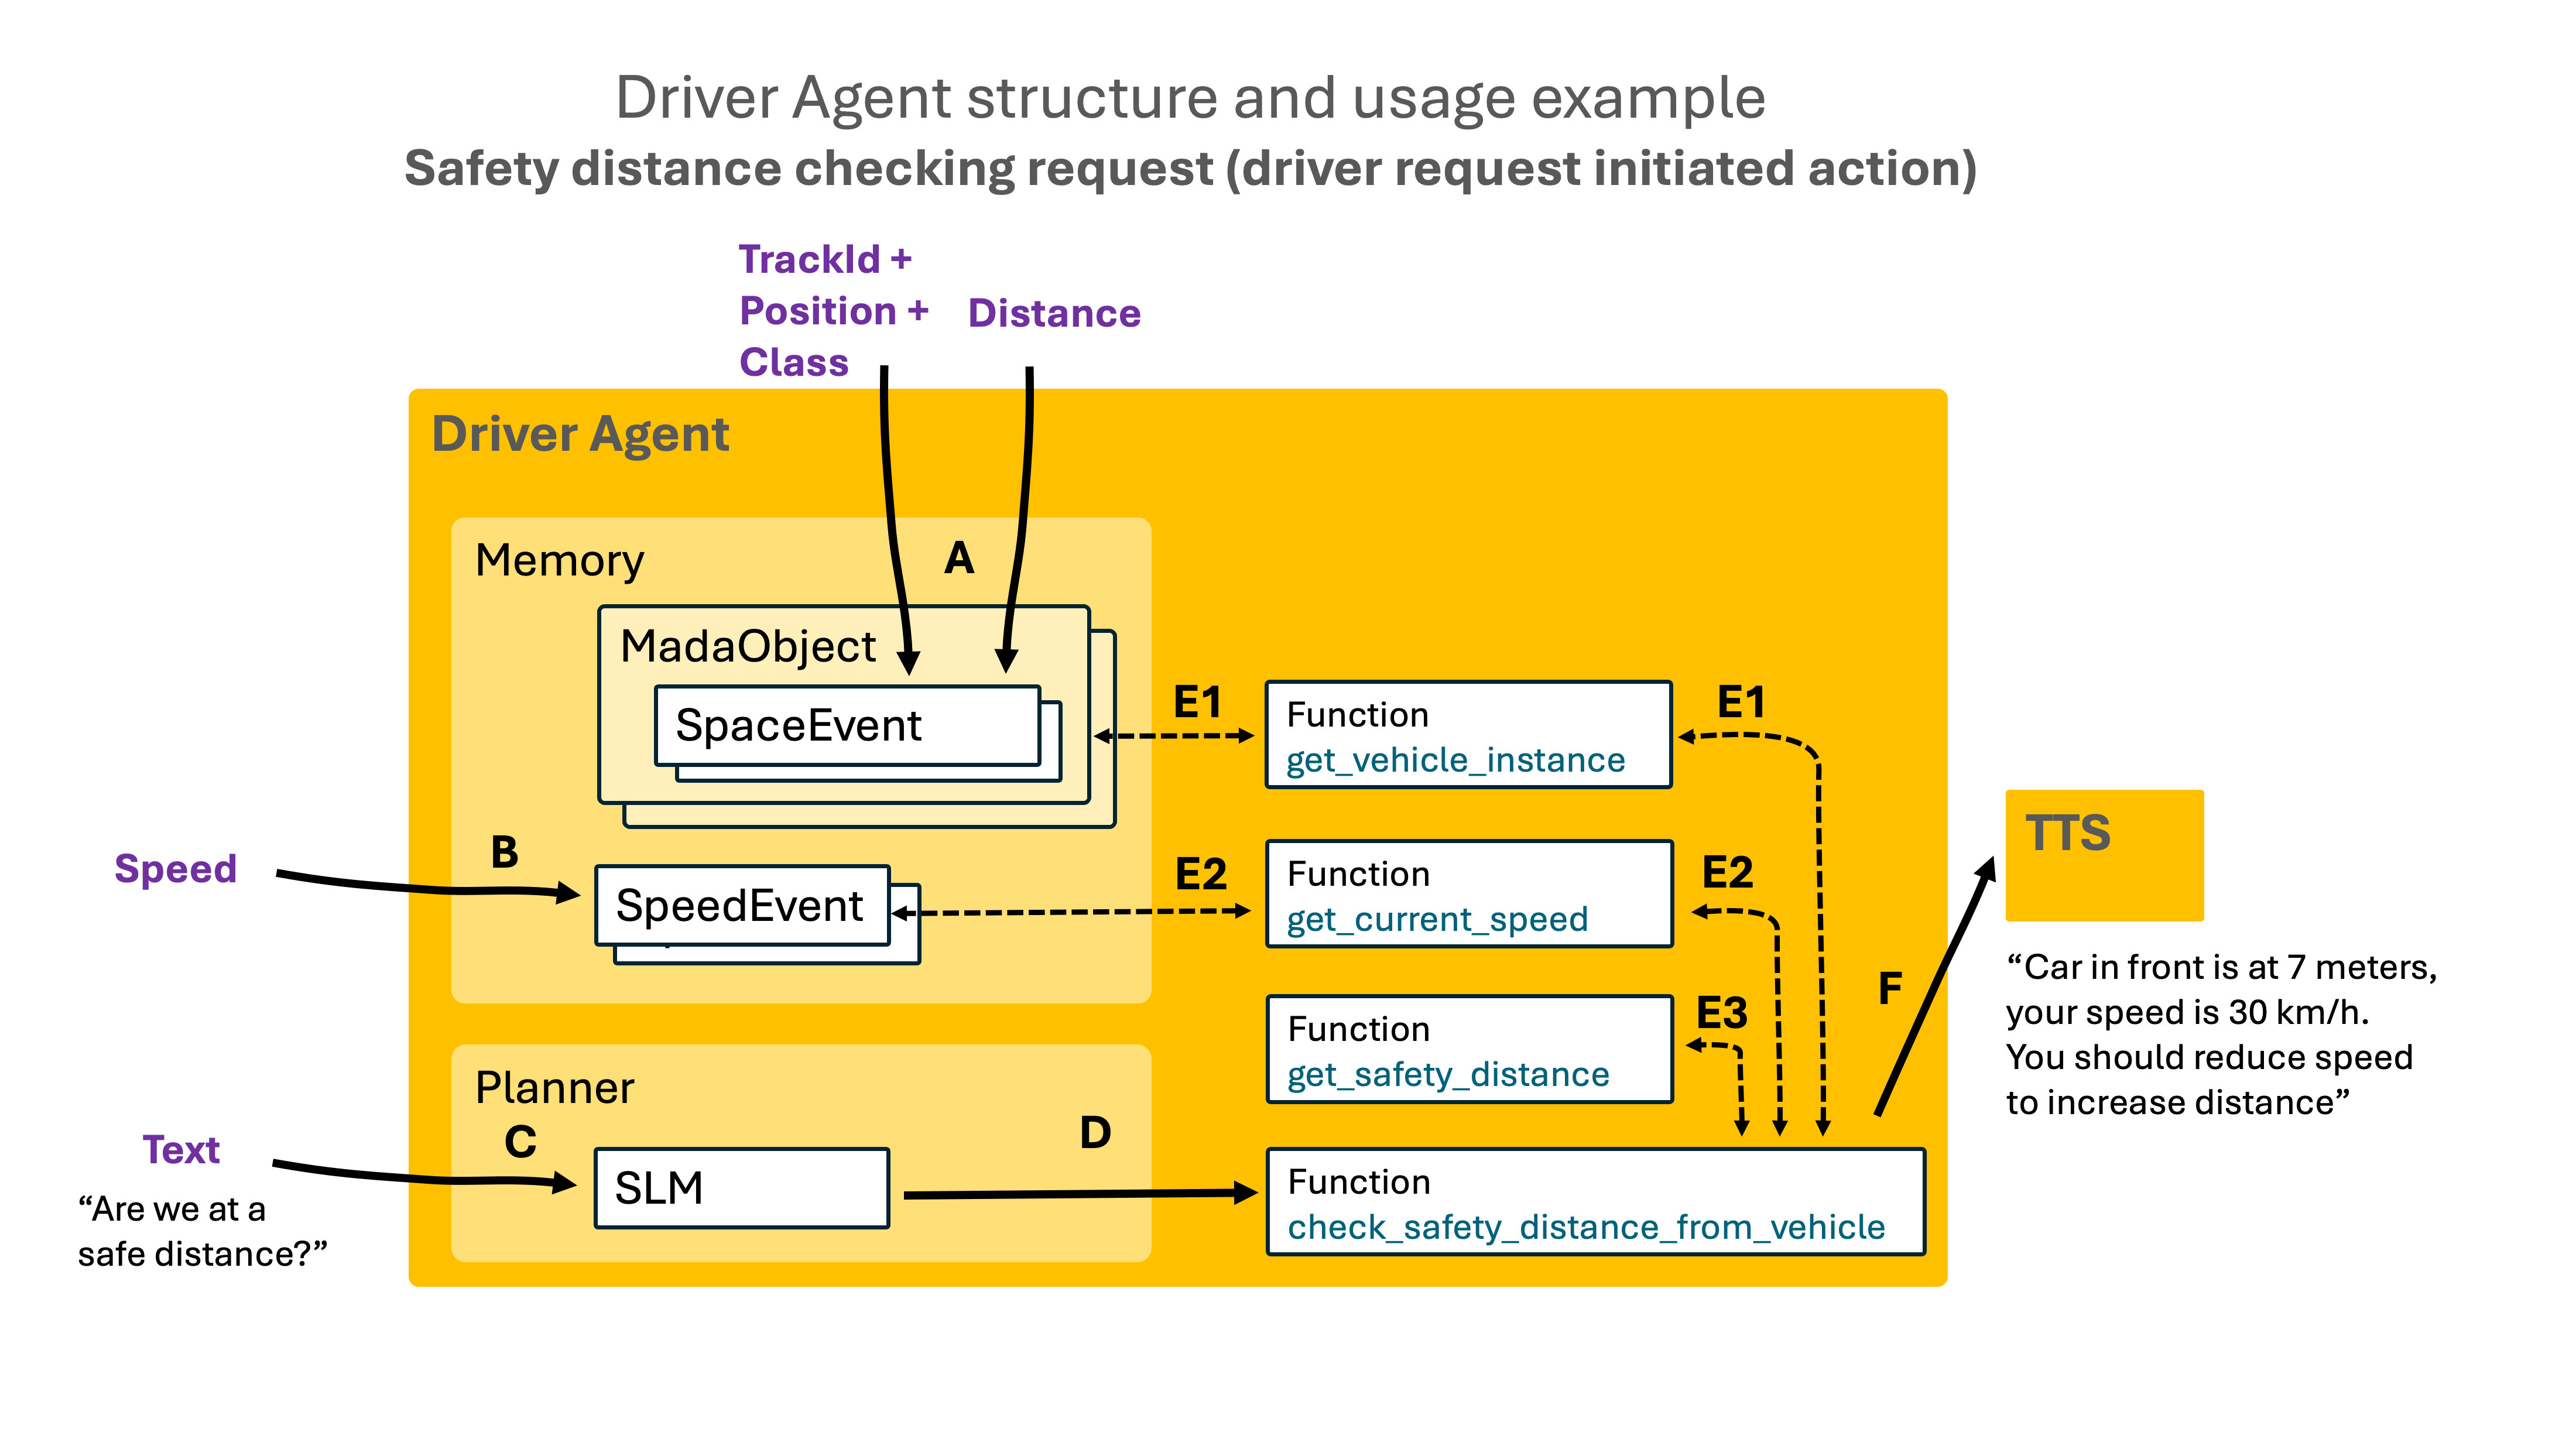 Driver Agent structure and usage example
Safety distance checking request (driver request initiated action)
TrackId +
Position +
Class
Distance
Driver Agent
Memory
A
MadaObject
SpaceEvent
E1
Function
get_vehicle_instance
E1
B
Speed
SpeedEvent
E2
Function
get_current_speed
E2
TTS
“Car in front is at 7 meters,
your speed is 30 km/h.
You should reduce speed
to increase distance”
F
Function
get_safety_distance
E3
Planner
C
Text
“Are we at a
safe distance?”
SLM
D
Function
check_safety_distance_from_vehicle